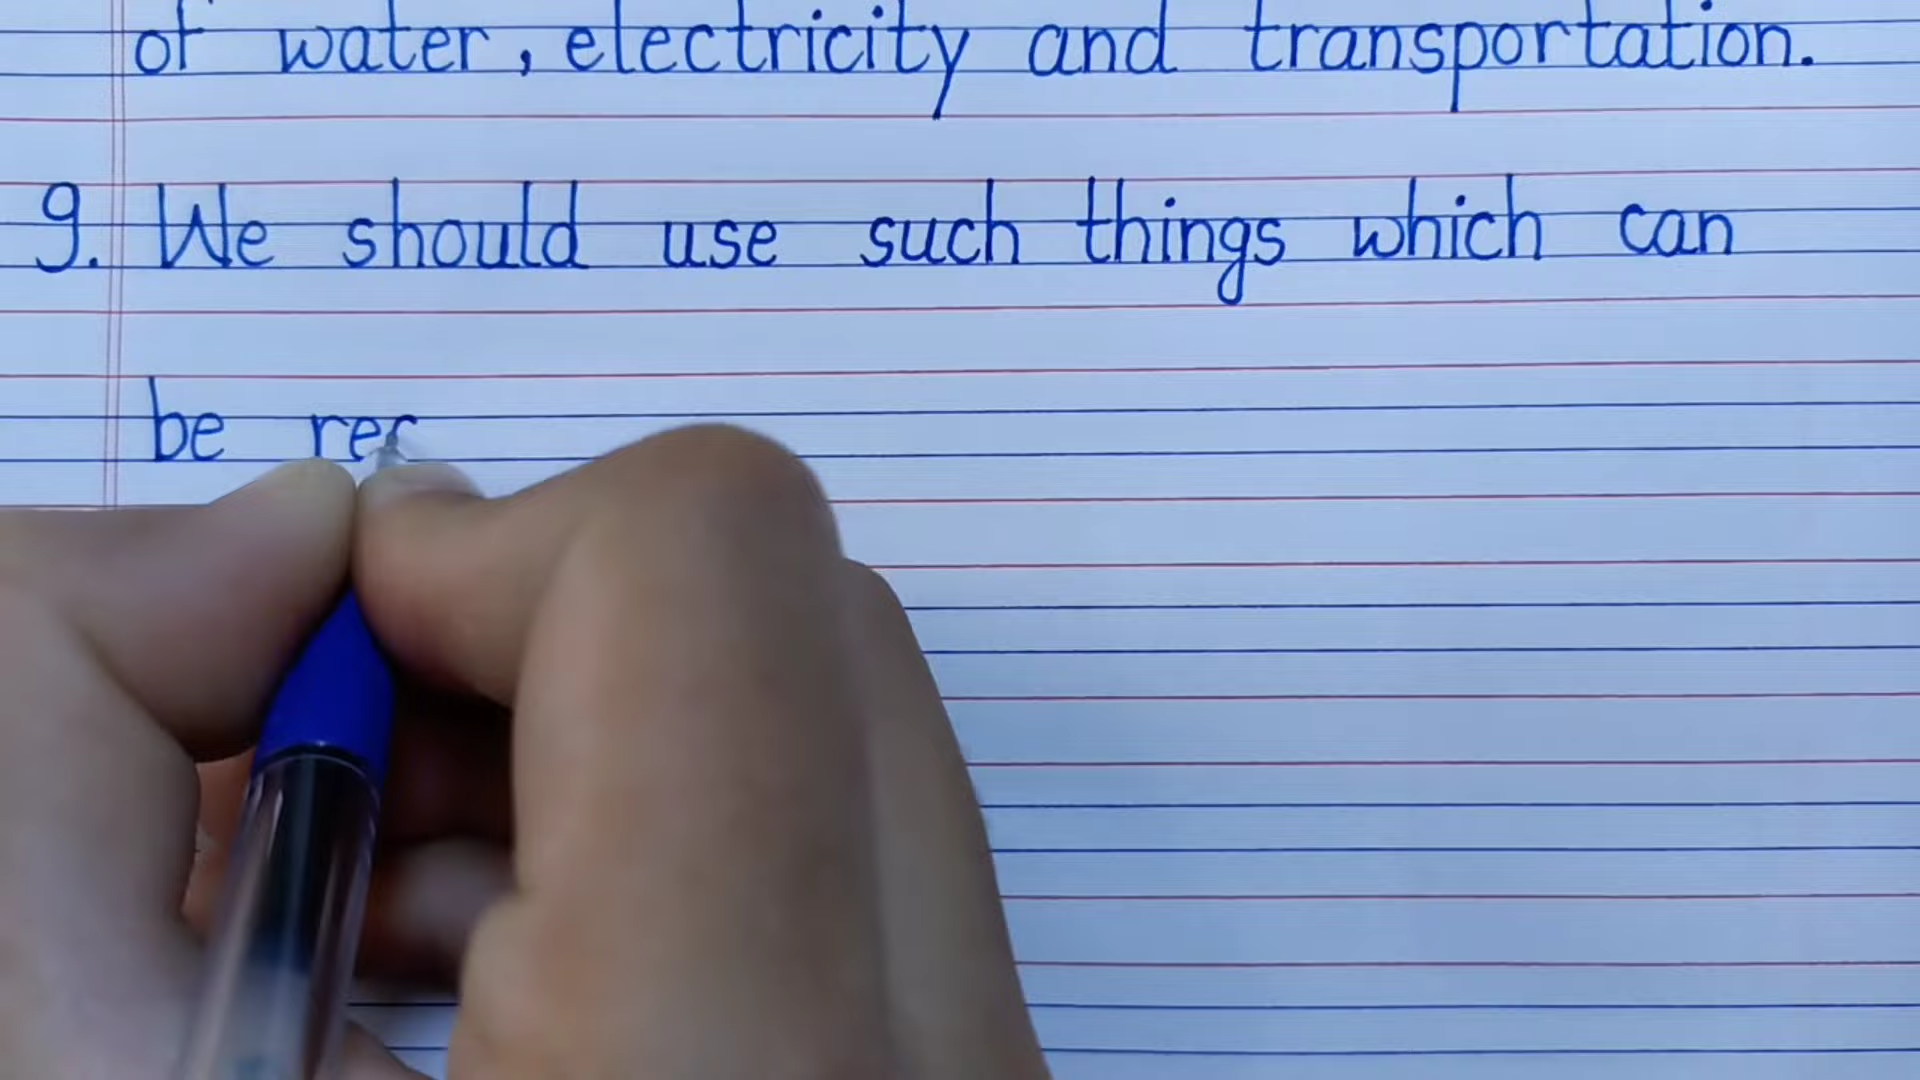 of water, electricity and transportation.
9. We should use such things which can
be rec